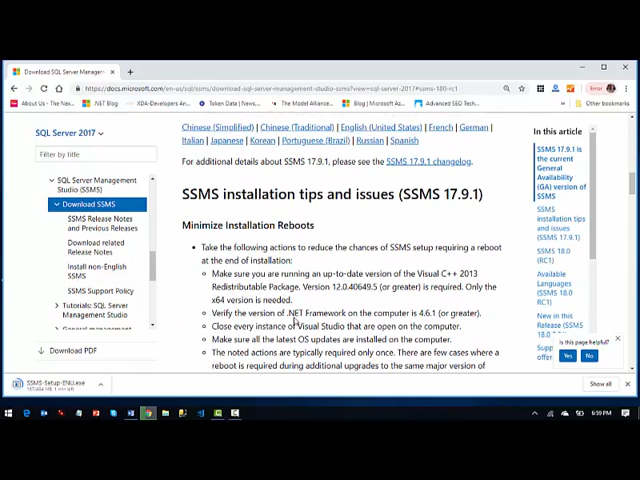 Download SQL Server Managem
https://docs.microsoft.com/en-us/sql/ssms/download-sql-server-management-studio-ssms?view=sql-server-2017#ssms-180-rc1
Error
About Us - The New
.NET Blog
XDA-Developers An
Token Data | News,
The Model Alliance
Blog | Microsoft Az
Advanced SEO Tech
Other bookmarks
SQL Server 2017
Filter by title
SQL Server Management
Studio (SSMS)
Download SSMS
SSMS Release Notes
and Previous Releases
Download related
Release Notes
Install non-English
SSMS
SSMS Support Policy
Tutorials: SQL Server
Management Studio
Download PDF
Chinese (Simplified) | Chinese (Traditional) | English (United States) | French | German |
Italian | Japanese | Korean | Portuguese (Brazil) | Russian | Spanish
For additional details about SSMS 17.9.1, please see the SSMS 17.9.1 changelog.
SSMS installation tips and issues (SSMS 17.9.1)
Minimize Installation Reboots
• Take the following actions to reduce the chances of SSMS setup requiring a reboot
at the end of installation:
Make sure you are running an up-to-date version of the Visual C++ 2013
Redistributable Package. Version 12.0.40649.5 (or greater) is required. Only the
x64 version is needed.
Verify the version of .NET Framework on the computer is 4.6.1 (or greater).
Close every instance of Visual Studio that are open on the computer.
Make sure all the latest OS updates are installed on the computer.
The noted actions are typically required only once. There are few cases where a
reboot is required during additional upgrades to the same major version of
In this article
SSMS 17.9.1 is
the current
General
Availability
(GA) version of
SSMS
SSMS
installation tips
and issues
(SSMS 17.9.1)
SSMS 18.0
(RC1)
Available
Languages
(SSMS 18.0
RC1)
New in this
Release (SSMS
Suppo
offer
Is this page helpful?
Yes
No
SSMS-Setup-ENU.exe
Show all
6:59 PM